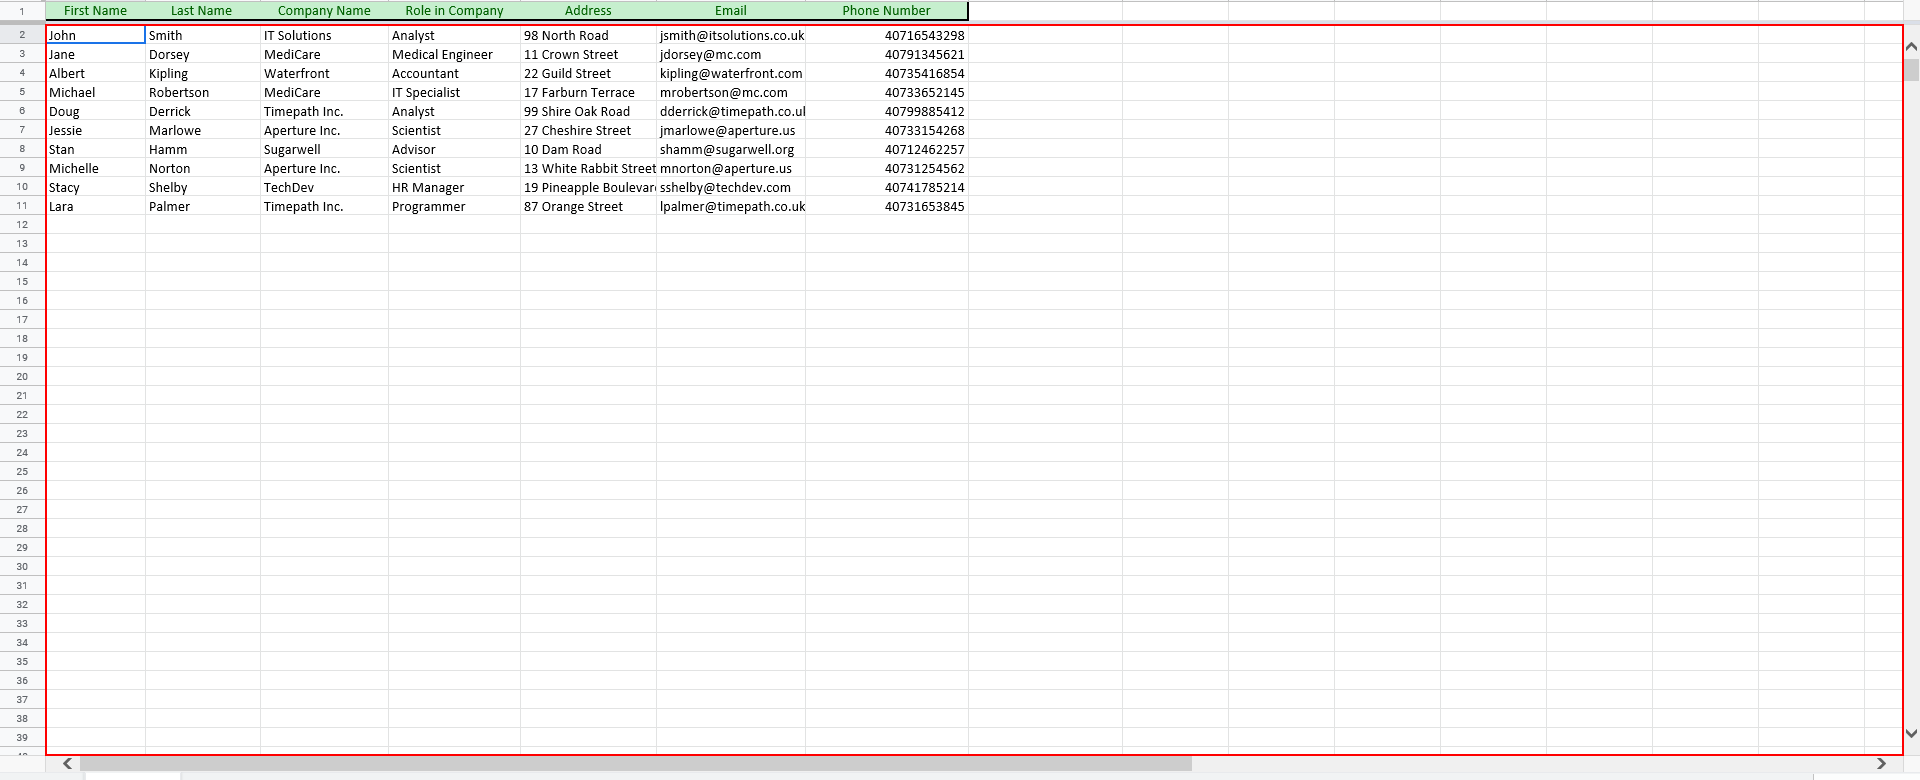 1 First Name Last Name Company Name Role in Company Address Email Phone Number
2 John Smith IT Solutions Analyst 98 North Road jsmith@itsolutions.co.uk 40716543298
3 Jane Dorsey MediCare Medical Engineer 11 Crown Street jdorsey@mc.com 40791345621
4 Albert Kipling Waterfront Accountant 22 Guild Street kipling@waterfront.com 40735416854
5 Michael Robertson MediCare IT Specialist 17 Farburn Terrace mrobertson@mc.com 40733652145
6 Doug Derrick Timepath Inc. Analyst 99 Shire Oak Road dderrick@timepath.co.uk 40799885412
7 Jessie Marlowe Aperture Inc. Scientist 27 Cheshire Street jmarlowe@aperture.us 40733154268
8 Stan Hamm Sugarwell Advisor 10 Dam Road shamm@sugarwell.org 40712462257
9 Michelle Norton Aperture Inc. Scientist 13 White Rabbit Street mnorton@aperture.us 40731254562
10 Stacy Shelby TechDev HR Manager 19 Pineapple Boulevar sshelby@techdev.com 40741785214
11 Lara Palmer Timepath Inc. Programmer 87 Orange Street lpalmer@timepath.co.uk 40731653845
12
13
14
15
16
17
18
19
20
21
22
23
24
25
26
27
28
29
30
31
32
33
34
35
36
37
38
39